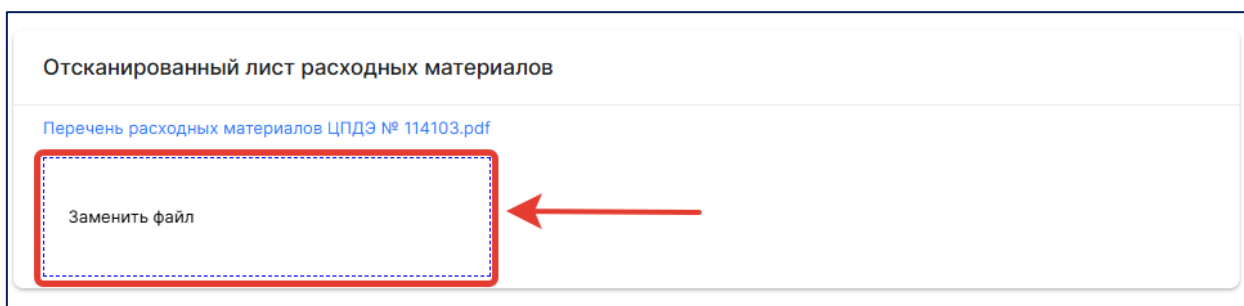 Отсканированный лист расходных материалов
Перечень расходных материалов ЦПДЭ № 114103.pdf
Заменить файл